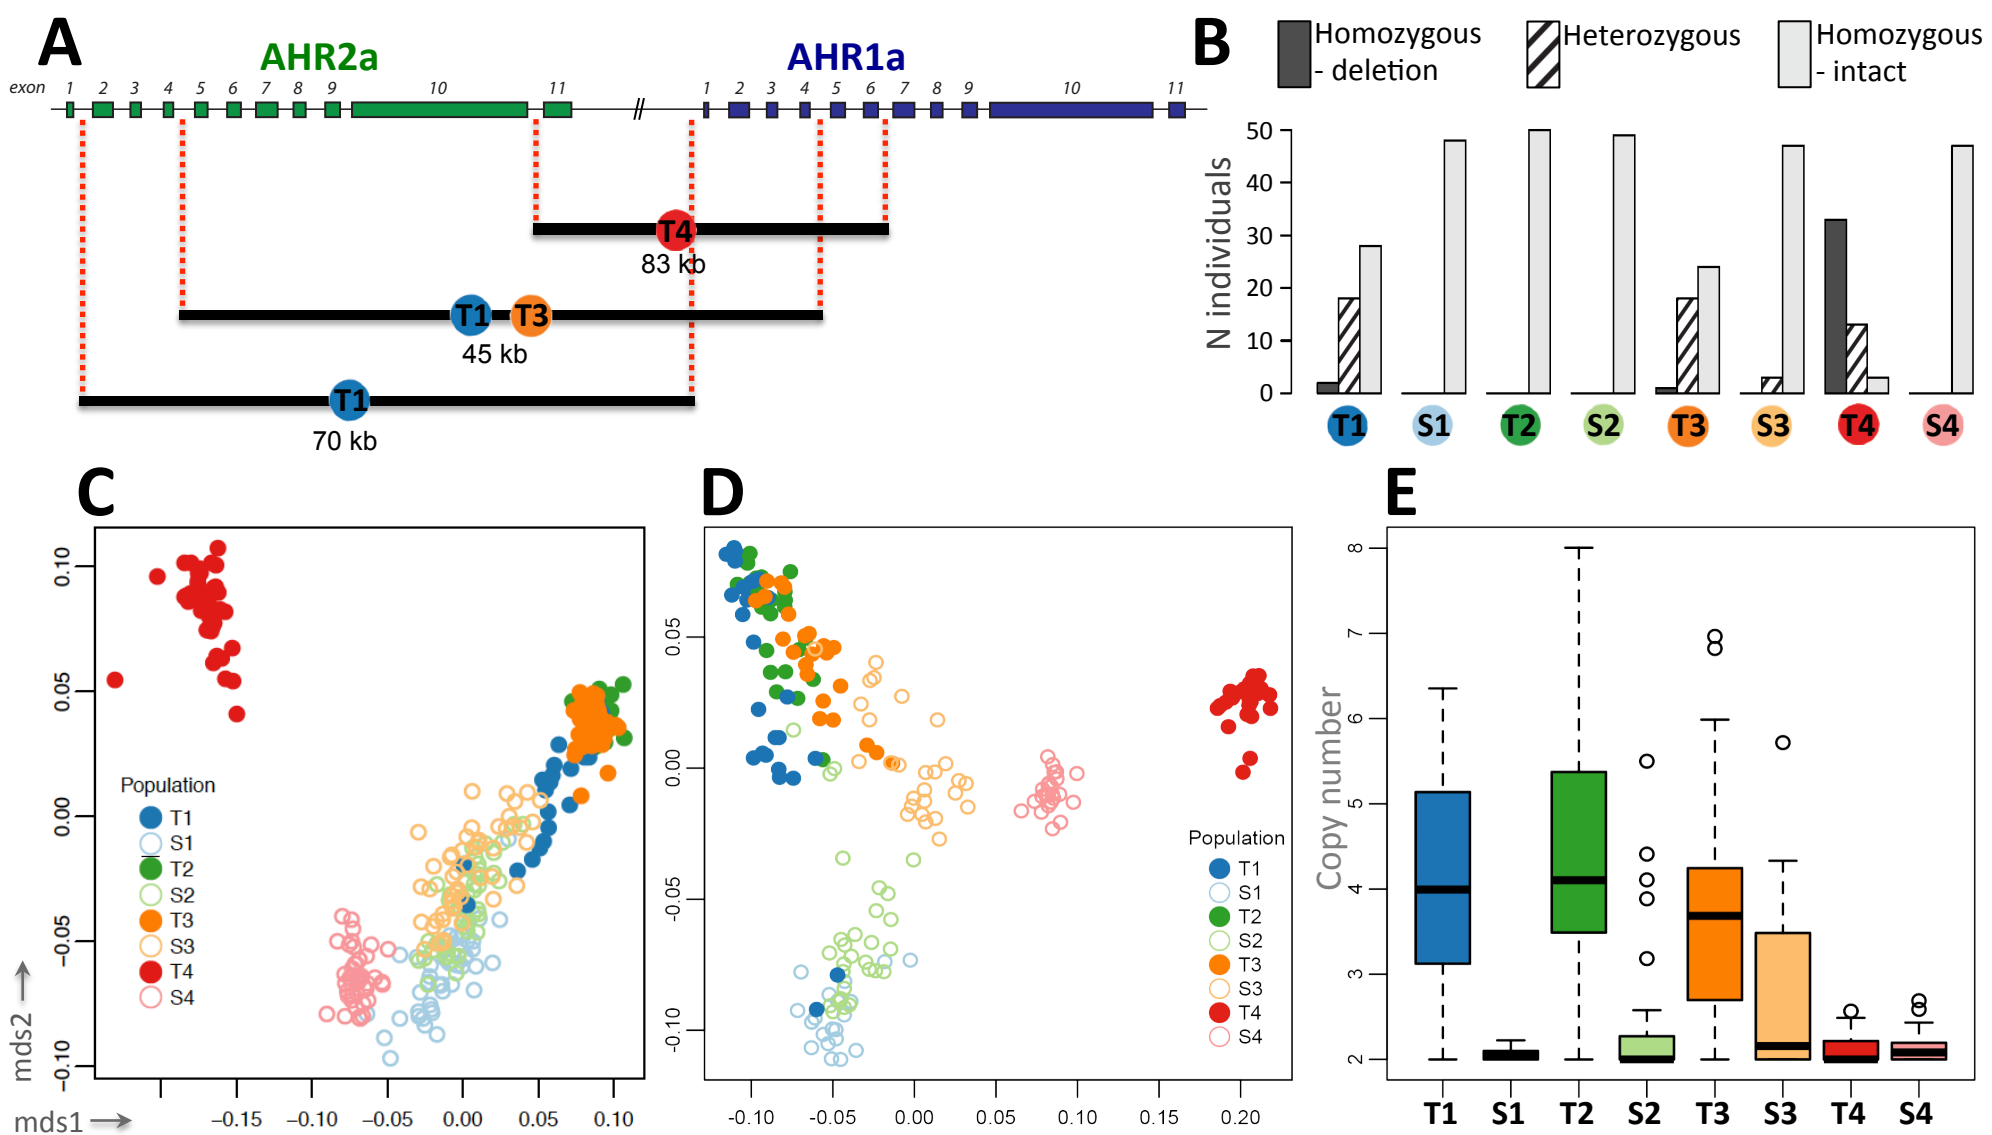 A
AHR2a
AHR1a
exon 1 2 3 4 5 6 7 8 9 10 11 // 1 2 3 4 5 6 7 8 9 10 11
T4
83 kb
T1 T3
45 kb
T1
70 kb
B
Homozygous
- deletion
Heterozygous
Homozygous
- intact
N individuals
50
40
30
20
10
0
T1 S1 T2 S2 T3 S3 T4 S4
C
0.10
0.05
0.00
−0.05
−0.10
Population
T1
S1
T2
S2
T3
S3
T4
S4
−0.15 −0.10 −0.05 0.00 0.05 0.10
mds2
mds1
D
0.05
0.00
-0.05
-0.10
Population
T1
S1
T2
S2
T3
S3
T4
S4
-0.10 -0.05 0.00 0.05 0.10 0.15 0.20
E
Copy number
8
7
6
5
4
3
2
T1 S1 T2 S2 T3 S3 T4 S4